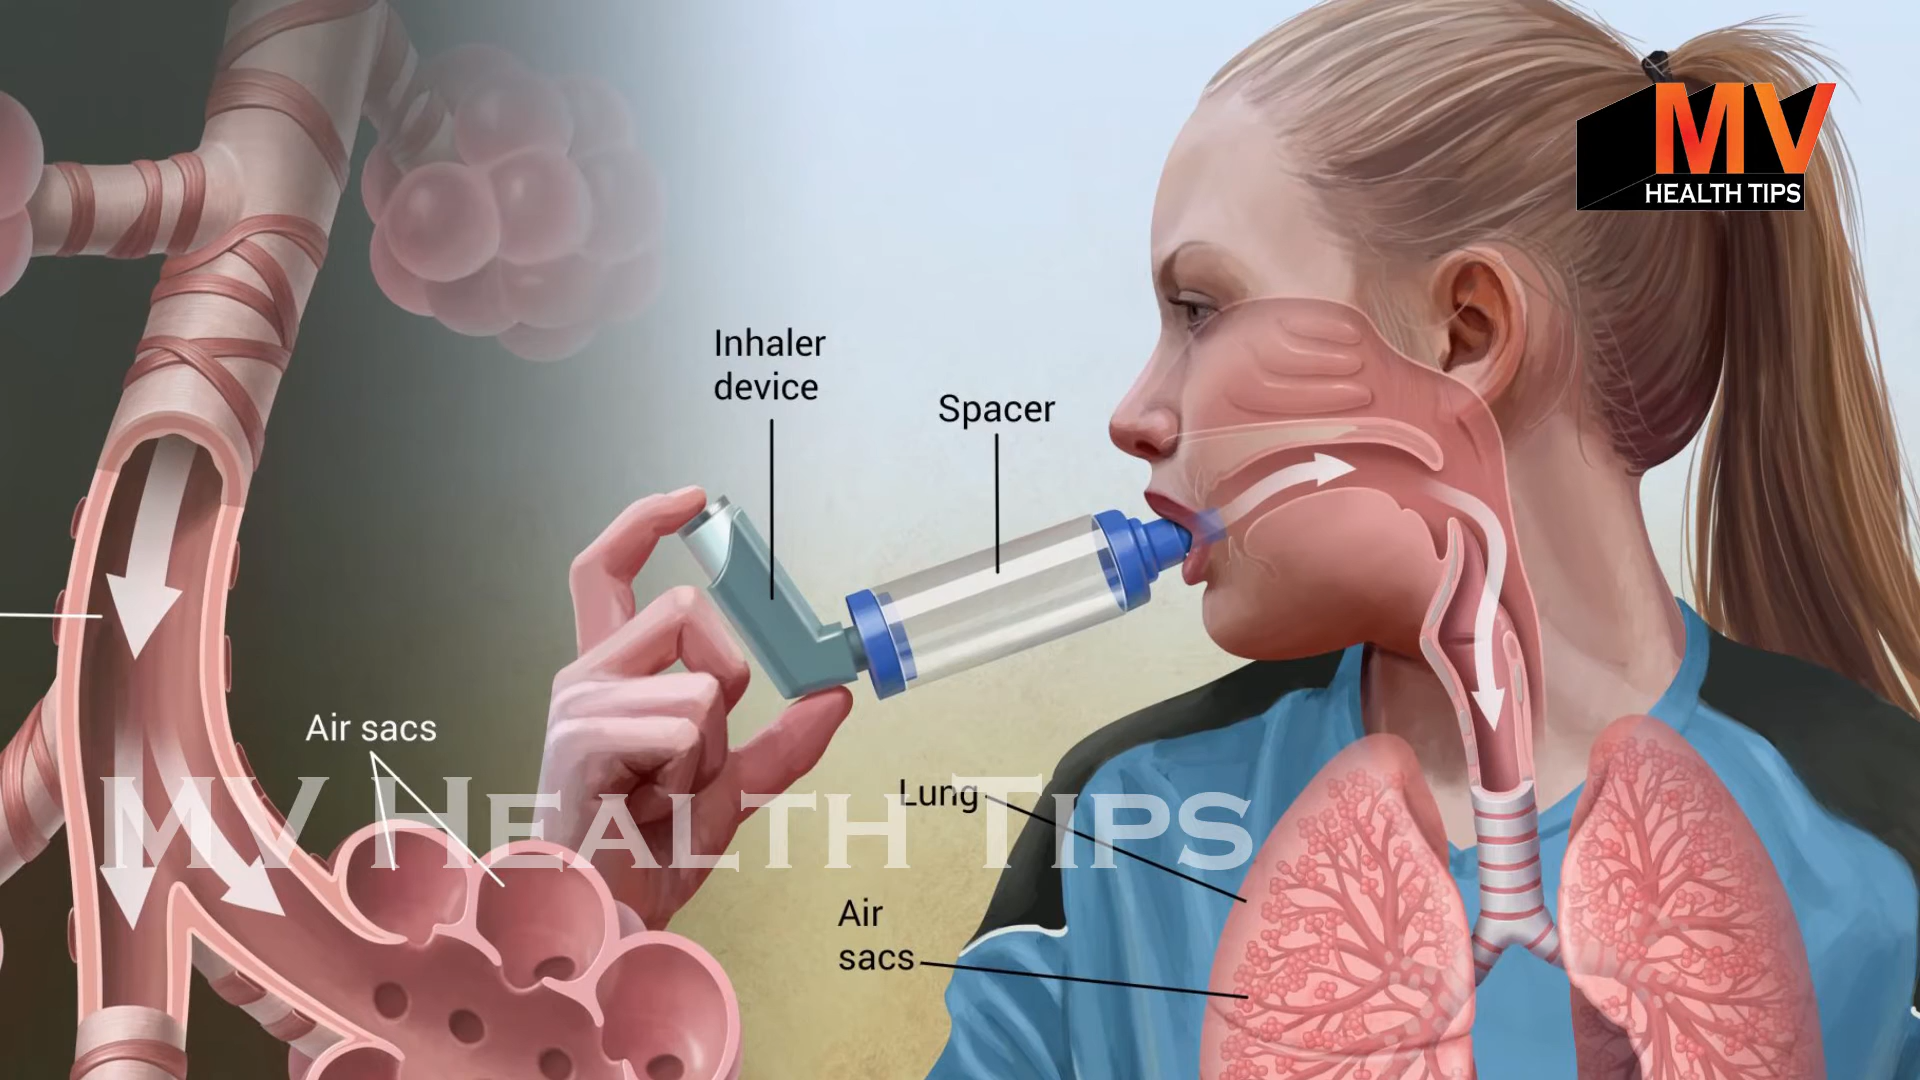 MV
HEALTH TIPS
Inhaler
device
Spacer
Air sacs
MV HEALTH TIPS
Lung
Air
sacs